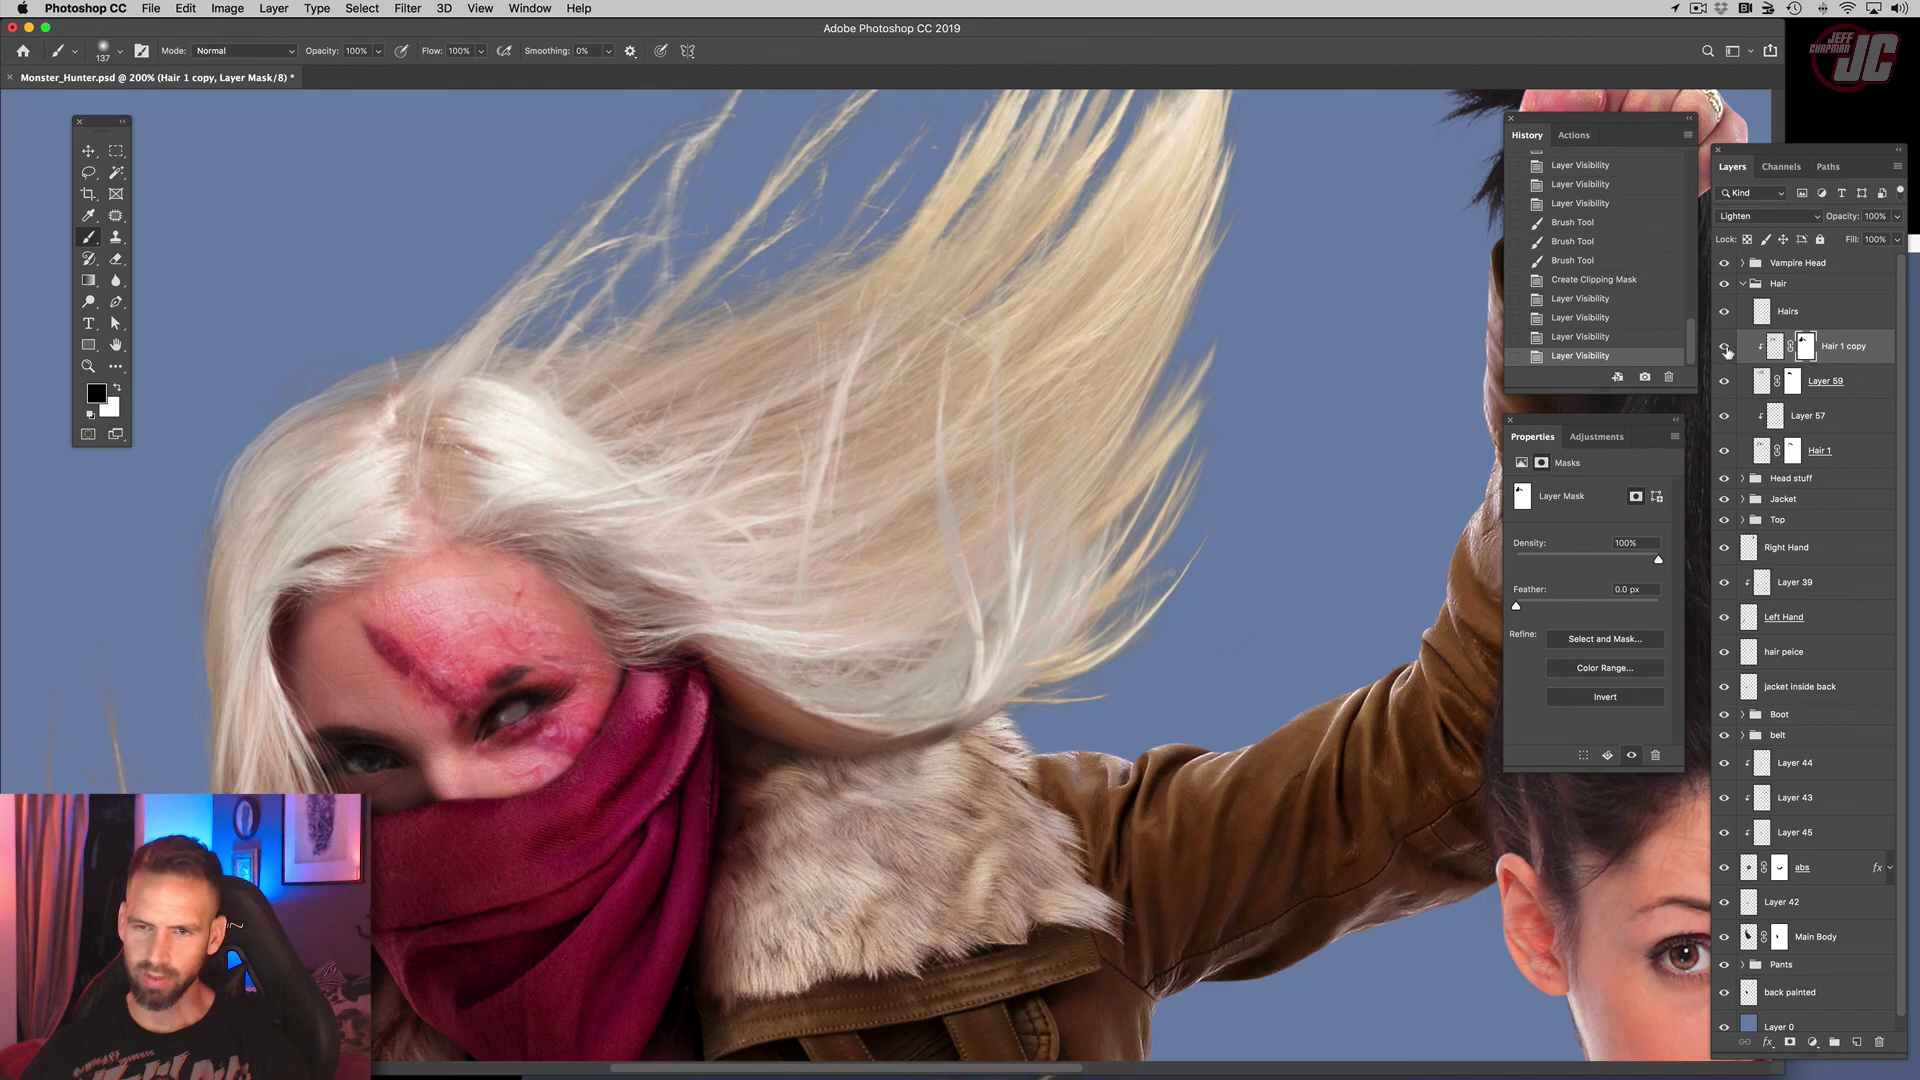 Photoshop CC File Edit Image Layer Type Select Filter 3D View Window Help
Adobe Photoshop CC 2019
JEFF CHAPMAN JC
137 Mode: Normal Opacity: 100% Flow: 100% Smoothing: 0%
Monster_Hunter.psd @ 200% (Hair 1 copy, Layer Mask/8) *
History Actions
Layer Visibility
Layer Visibility
Layer Visibility
Brush Tool
Brush Tool
Brush Tool
Create Clipping Mask
Layer Visibility
Layer Visibility
Layer Visibility
Layer Visibility
Properties Adjustments
Masks
Layer Mask
Density: 100%
Feather: 0.0 px
Refine: Select and Mask...
Color Range...
Invert
Layers Channels Paths
Kind
Lighten Opacity: 100%
Lock: Fill: 100%
Vampire Head
Hair
Hairs
Hair 1 copy
Layer 59
Layer 57
Hair 1
Head stuff
Jacket
Top
Right Hand
Layer 39
Left Hand
hair peice
jacket inside back
Boot
belt
Layer 44
Layer 43
Layer 45
abs fx
Layer 42
Main Body
Pants
back painted
Layer 0
fx